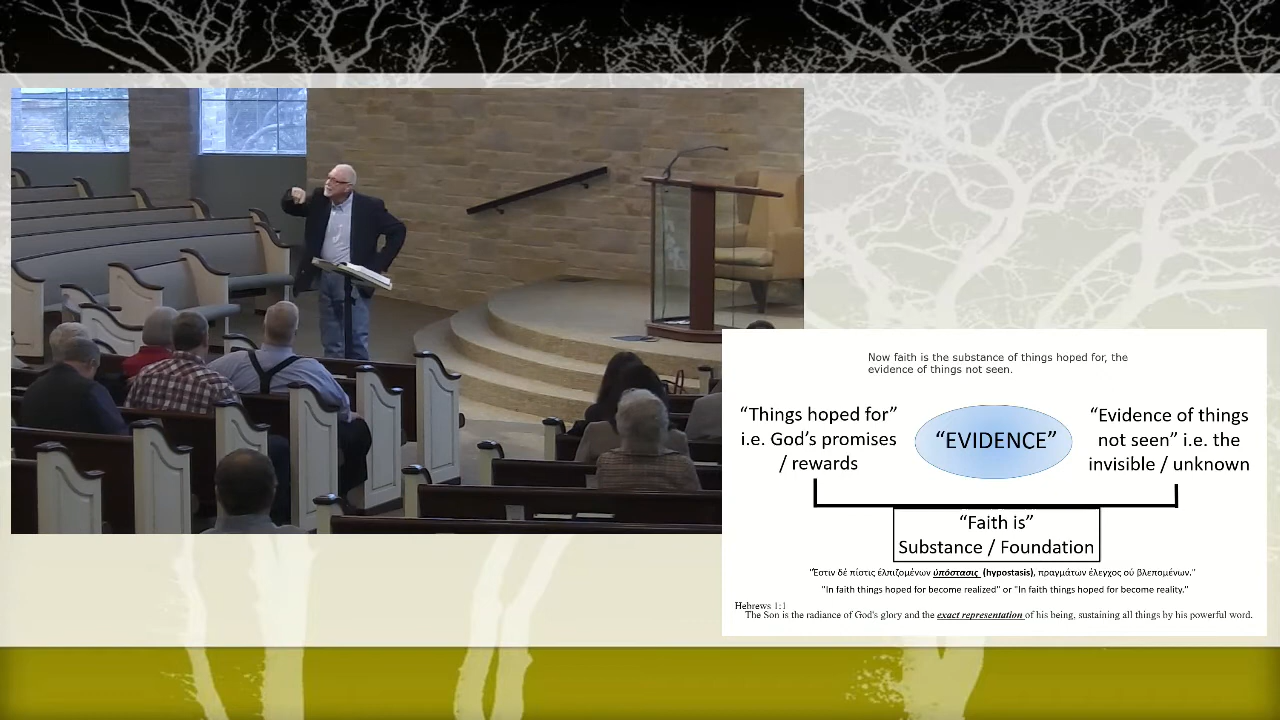 Now faith is the substance of things hoped for, the
evidence of things not seen.
“Things hoped for”
i.e. God’s promises
/ rewards
“EVIDENCE”
“Evidence of things
not seen” i.e. the
invisible / unknown
“Faith is”
Substance / Foundation
"Ἔστιν δέ πίστις ἐλπιζομένων ὑπόστασις (hypostasis), πραγμάτων ἔλεγχος οὐ βλεπομένων."
"In faith things hoped for become realized" or "In faith things hoped for become reality."
Hebrews 1:1
The Son is the radiance of God's glory and the exact representation of his being, sustaining all things by his powerful word.